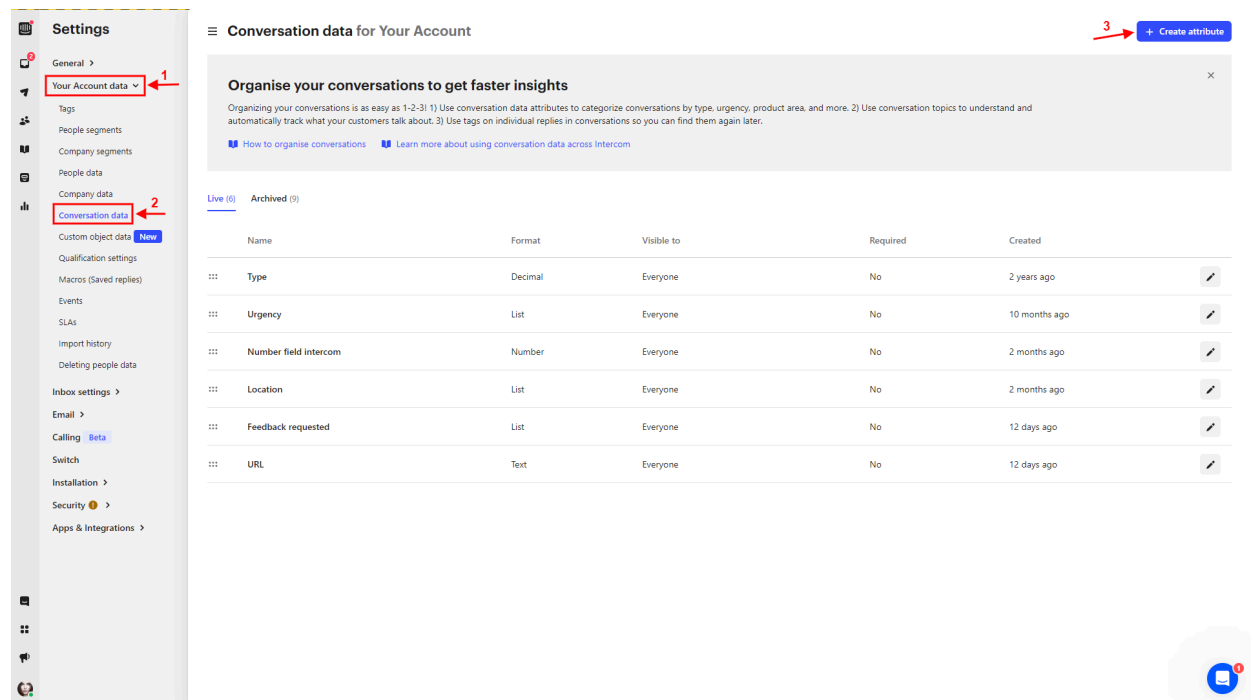 Settings
General
Your Account data
1
Tags
People segments
Company segments
People data
Company data
Conversation data
2
Custom object data New
Qualification settings
Macros (Saved replies)
Events
SLAs
Import history
Deleting people data
Inbox settings
Email
Calling Beta
Switch
Installation
Security
Apps & Integrations
2
Conversation data for Your Account
3
+ Create attribute
Organise your conversations to get faster insights
Organizing your conversations is as easy as 1-2-3! 1) Use conversation data attributes to categorize conversations by type, urgency, product area, and more. 2) Use conversation topics to understand and
automatically track what your customers talk about. 3) Use tags on individual replies in conversations so you can find them again later.
How to organise conversations Learn more about using conversation data across Intercom
Live (6) Archived (9)
Name Format Visible to Required Created
Type Decimal Everyone No 2 years ago
Urgency List Everyone No 10 months ago
Number field intercom Number Everyone No 2 months ago
Location List Everyone No 2 months ago
Feedback requested List Everyone No 12 days ago
URL Text Everyone No 12 days ago
1